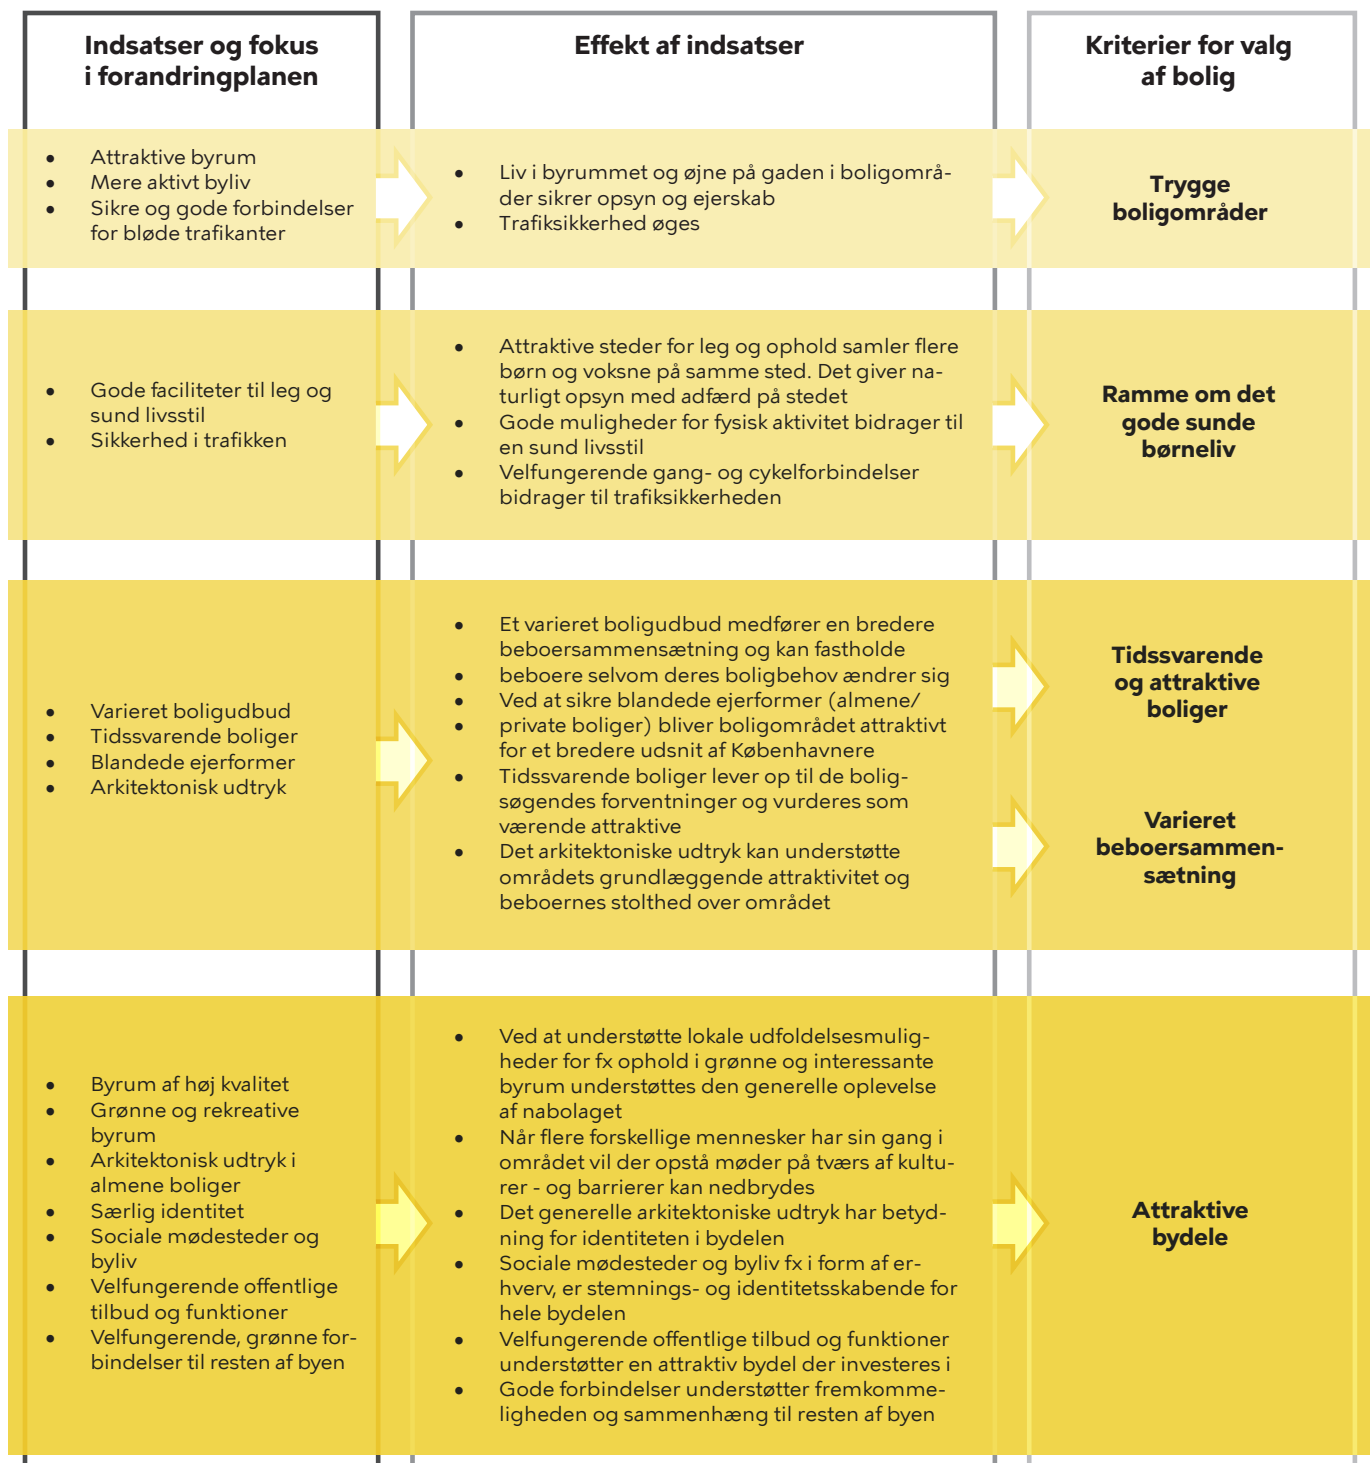 Indsatser og fokus
i forandringplanen
Effekt af indsatser
Kriterier for valg
af bolig
• Attraktive byrum
• Mere aktivt byliv
• Sikre og gode forbindelser
for bløde trafikanter
• Liv i byrummet og øjne på gaden i boligområ-
der sikrer opsyn og ejerskab
• Trafiksikkerhed øges
Trygge
boligområder
• Gode faciliteter til leg og
sund livsstil
• Sikkerhed i trafikken
• Attraktive steder for leg og ophold samler flere
børn og voksne på samme sted. Det giver na-
turligt opsyn med adfærd på stedet
• Gode muligheder for fysisk aktivitet bidrager til
en sund livsstil
• Velfungerende gang- og cykelforbindelser
bidrager til trafiksikkerheden
Ramme om det
gode sunde
børneliv
• Varieret boligudbud
• Tidssvarende boliger
• Blandede ejerformer
• Arkitektonisk udtryk
• Et varieret boligudbud medfører en bredere
• beboersammensætning og kan fastholde
• beboere selvom deres boligbehov ændrer sig
• Ved at sikre blandede ejerformer (almene/
• private boliger) bliver boligområdet attraktivt
for et bredere udsnit af Københavnere
• Tidssvarende boliger lever op til de bolig-
søgendes forventninger og vurderes som
værende attraktive
• Det arkitektoniske udtryk kan understøtte
områdets grundlæggende attraktivitet og
beboernes stolthed over området
Tidssvarende
og attraktive
boliger
Varieret
beboersammen-
sætning
• Byrum af høj kvalitet
• Grønne og rekreative
byrum
• Arkitektonisk udtryk i
almene boliger
• Særlig identitet
• Sociale mødesteder og
byliv
• Velfungerende offentlige
tilbud og funktioner
• Velfungerende, grønne for-
bindelser til resten af byen
• Ved at understøtte lokale udfoldelsesmulig-
heder for fx ophold i grønne og interessante
byrum understøttes den generelle oplevelse
af nabolaget
• Når flere forskellige mennesker har sin gang i
området vil der opstå møder på tværs af kultu-
rer - og barrierer kan nedbrydes
• Det generelle arkitektoniske udtryk har betyd-
ning for identiteten i bydelen
• Sociale mødesteder og byliv fx i form af er-
hverv, er stemnings- og identitetsskabende for
hele bydelen
• Velfungerende offentlige tilbud og funktioner
understøtter en attraktiv bydel der investeres i
• Gode forbindelser understøtter fremkomme-
ligheden og sammenhæng til resten af byen
Attraktive
bydele